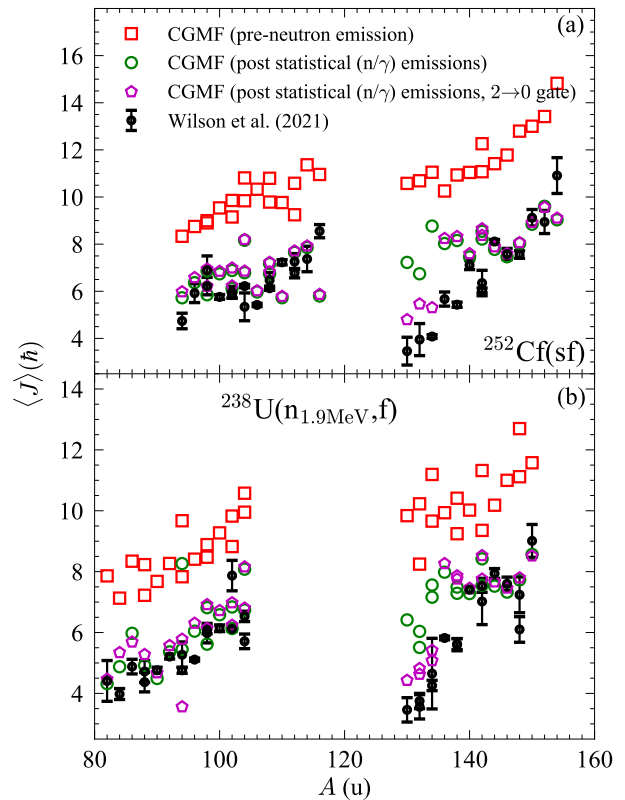 18
(a)
CGMF (pre-neutron emission)
CGMF (post statistical (n/γ) emissions)
CGMF (post statistical (n/γ) emissions, 2→0 gate)
Wilson et al. (2021)
16
14
12
10
8
6
4
²⁵²Cf(sf)
⟨J⟩(ℏ)
²³⁸U(n₁.₉MeV,f)
(b)
14
12
10
8
6
4
80 100 120 140 160
A (u)